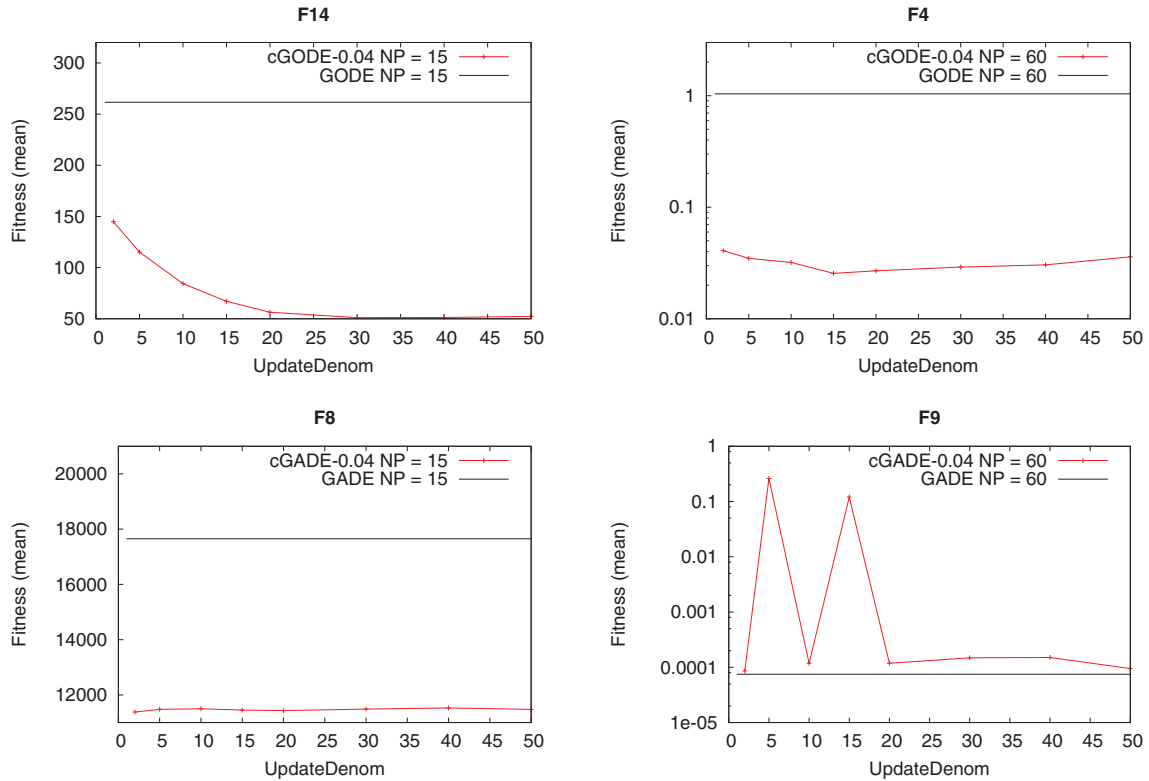 F14
cGODE-0.04 NP = 15
GODE NP = 15
Fitness (mean)
300
250
200
150
100
50
0 5 10 15 20 25 30 35 40 45 50
UpdateDenom
F4
cGODE-0.04 NP = 60
GODE NP = 60
Fitness (mean)
1
0.1
0.01
0 5 10 15 20 25 30 35 40 45 50
UpdateDenom
F8
cGADE-0.04 NP = 15
GADE NP = 15
Fitness (mean)
20000
18000
16000
14000
12000
0 5 10 15 20 25 30 35 40 45 50
UpdateDenom
F9
cGADE-0.04 NP = 60
GADE NP = 60
Fitness (mean)
1
0.1
0.01
0.001
0.0001
1e-05
0 5 10 15 20 25 30 35 40 45 50
UpdateDenom